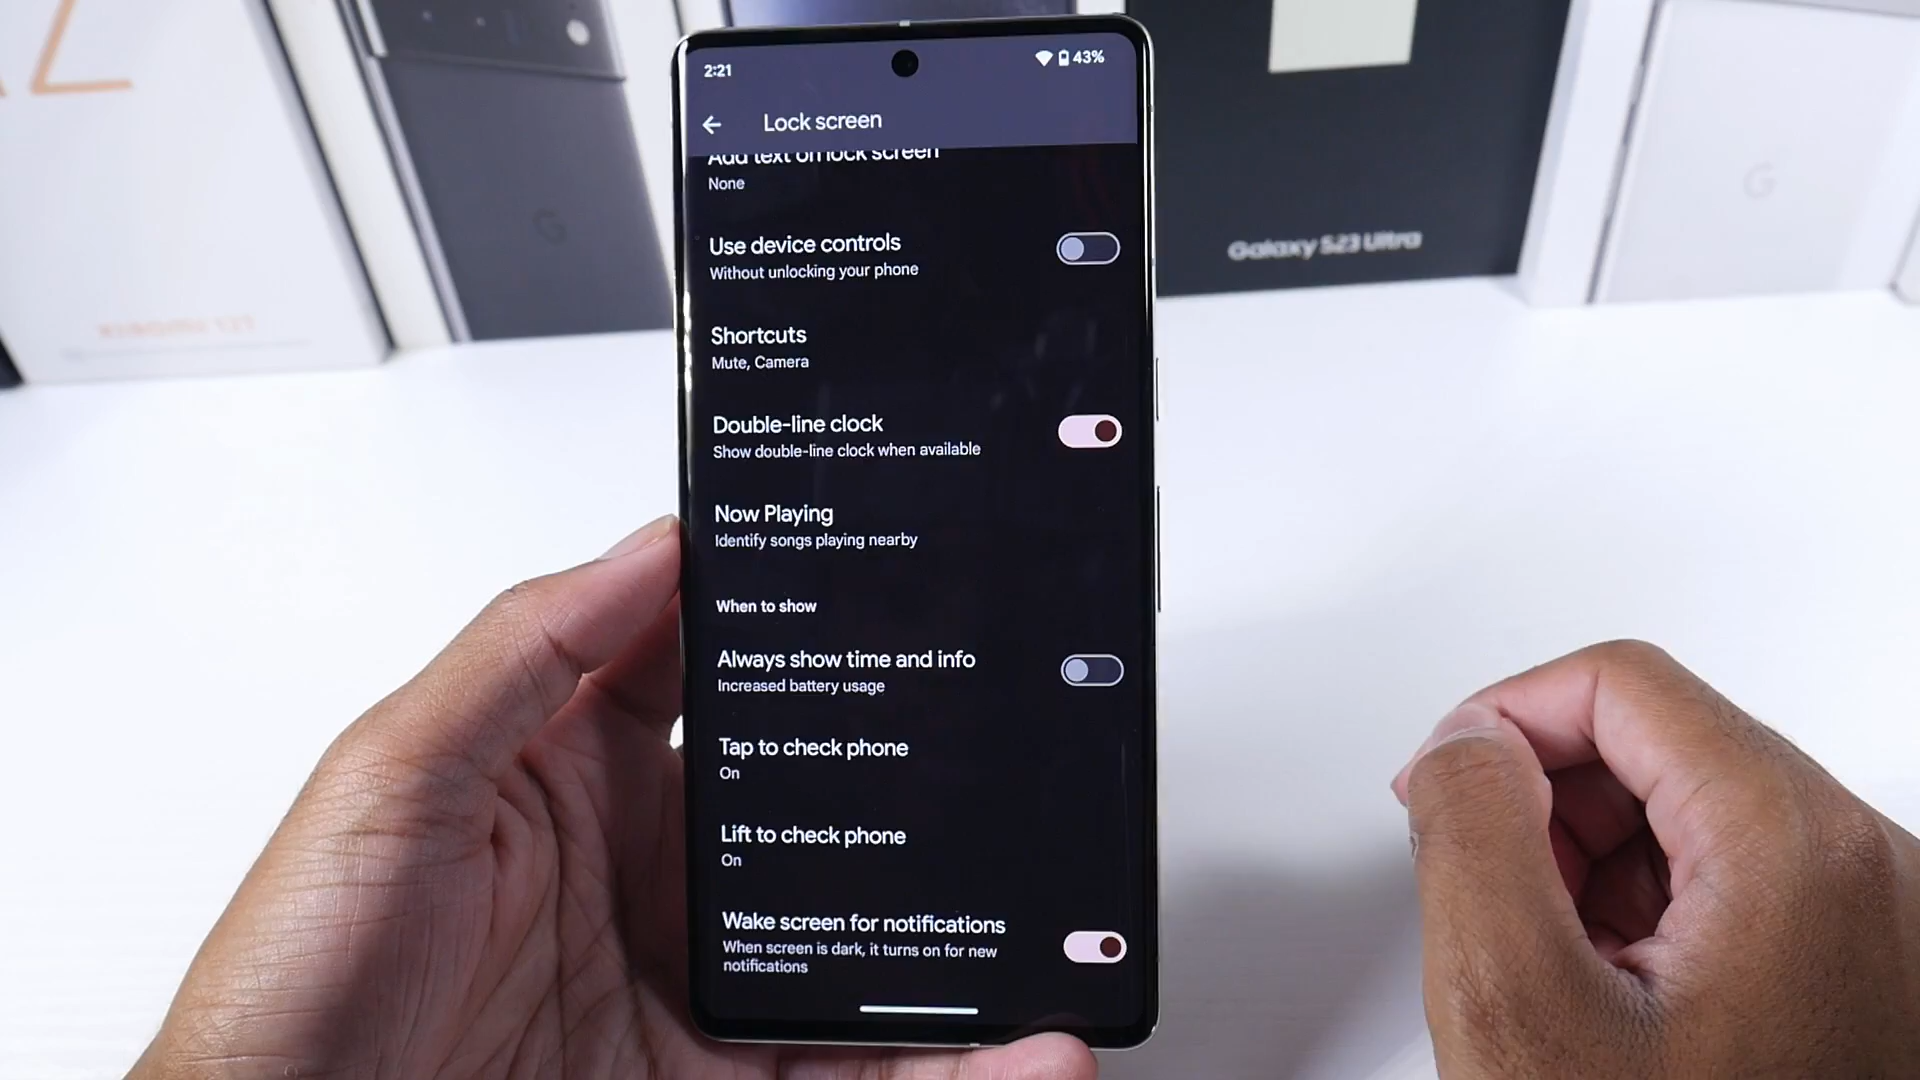 2:21
43%
Lock screen
Add text on lock screen
None
Use device controls
Without unlocking your phone
Shortcuts
Mute, Camera
Double-line clock
Show double-line clock when available
Now Playing
Identify songs playing nearby
When to show
Always show time and info
Increased battery usage
Tap to check phone
On
Lift to check phone
On
Wake screen for notifications
When screen is dark, it turns on for new
notifications
Galaxy S23 Ultra
G
G